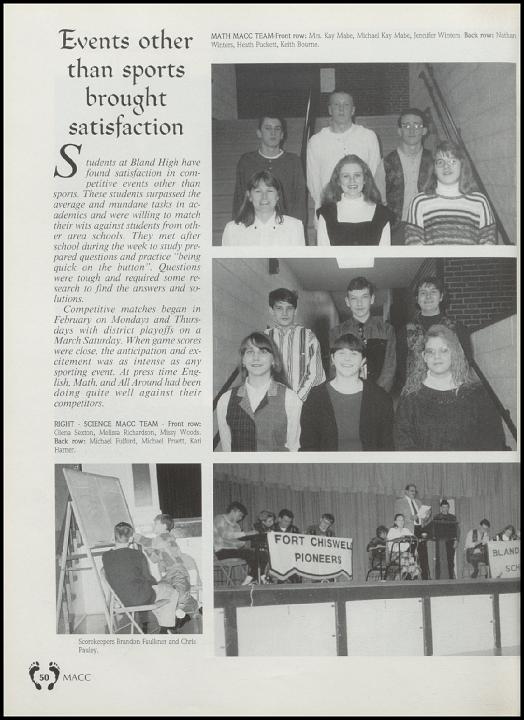 Events other
than sports
brought
satisfaction
Students at Bland High have
found satisfaction in com-
petitive events other than
sports. These students surpassed the
average and mundane tasks in ac-
ademics and were willing to match
their wits against students from oth-
er area schools. They met after
school during the week to study pre-
pared questions and practice "being
quick on the button". Questions
were tough and required some re-
search to find the answers and so-
lutions.
Competitive matches began in
February on Mondays and Thurs-
days with district playoffs on a
March Saturday. When game scores
were close, the anticipation and ex-
citement was as intense as any
sporting event. At press time Eng-
lish, Math, and All Around had been
doing quite well against their
competitors.
RIGHT - SCIENCE MACC TEAM - Front row:
Glena Sexton, Melissa Richardson, Missy Woods.
Back row: Michael Fulford, Michael Pruett, Kari
Harner.
MATH MACC TEAM-Front row: Mrs. Kay Mabe, Michael Kay Mabe, Jennifer Winters. Back row: Nathan
Winters, Heath Puckett, Keith Bourne.
FORT CHISWELL
PIONEERS
BLAND
SCH
Scorekeepers Brandon Faulkner and Chris
Pauley.
50 MACC